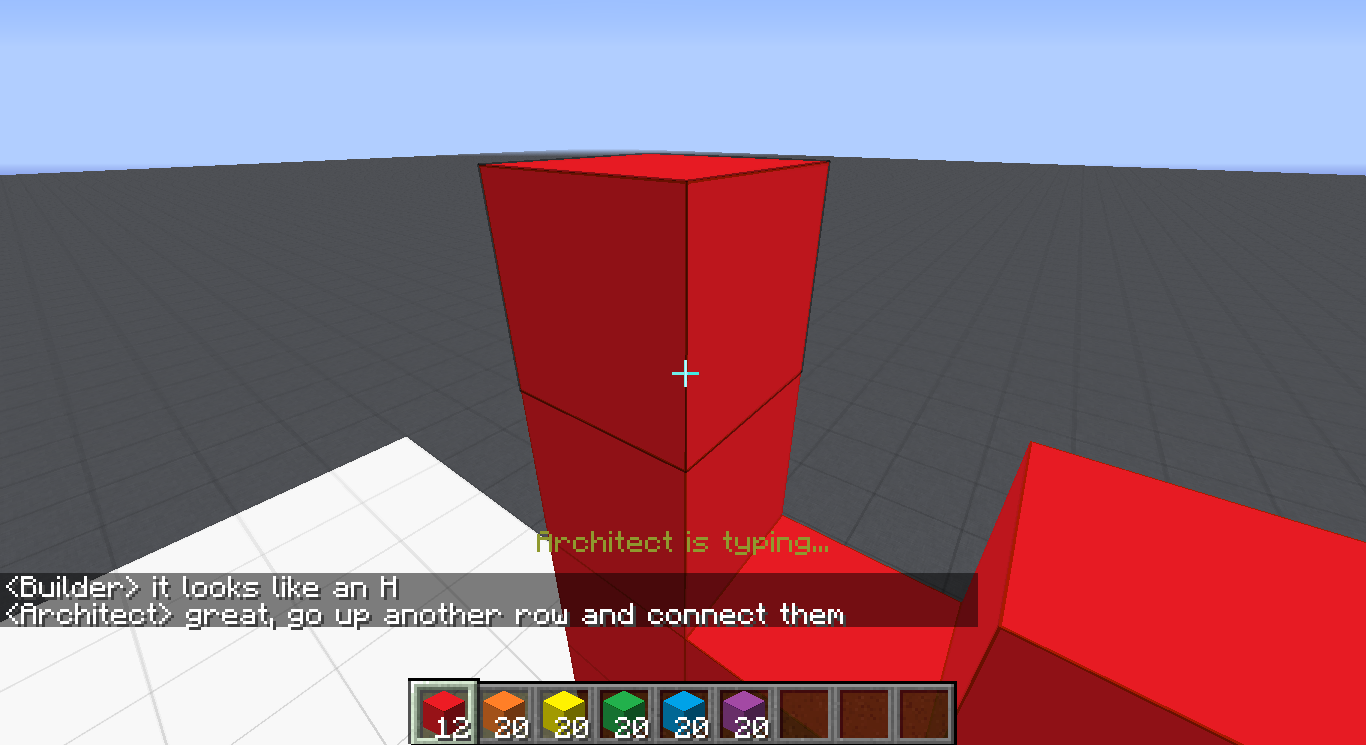 Architect is typing...
<Builder> it looks like an H
<Architect> great, go up another row and connect them
12 20 20 20 20 20